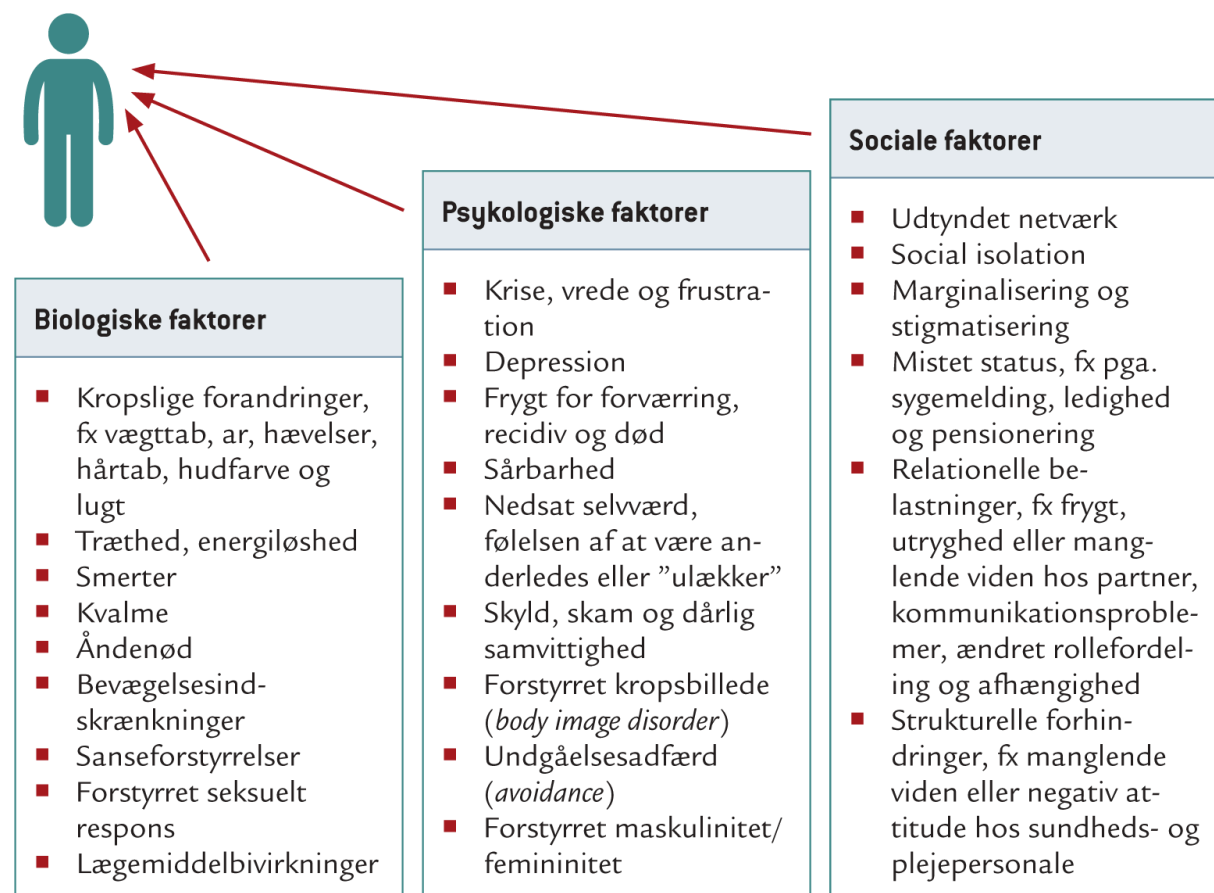 Biologiske faktorer
Kropslige forandringer,
fx vægttab, ar, hævelser,
hårtab, hudfarve og
lugt
Træthed, energiløshed
Smerter
Kvalme
Åndenød
Bevægelsesind-
skrænkninger
Sanseforstyrrelser
Forstyrret seksuelt
respons
Lægemiddelbivirkninger
Psykologiske faktorer
Krise, vrede og frustra-
tion
Depression
Frygt for forværring,
recidiv og død
Sårbarhed
Nedsat selvværd,
følelsen af at være an-
derledes eller ”ulækker”
Skyld, skam og dårlig
samvittighed
Forstyrret kropsbillede
(body image disorder)
Undgåelsesadfærd
(avoidance)
Forstyrret maskulinitet/
femininitet
Sociale faktorer
Udtyndet netværk
Social isolation
Marginalisering og
stigmatisering
Mistet status, fx pga.
sygemelding, ledighed
og pensionering
Relationelle be-
lastninger, fx frygt,
utryghed eller mang-
lende viden hos partner,
kommunikationsproble-
mer, ændret rollefordel-
ing og afhængighed
Strukturelle forhin-
dringer, fx manglende
viden eller negativ at-
titude hos sundheds- og
plejepersonale